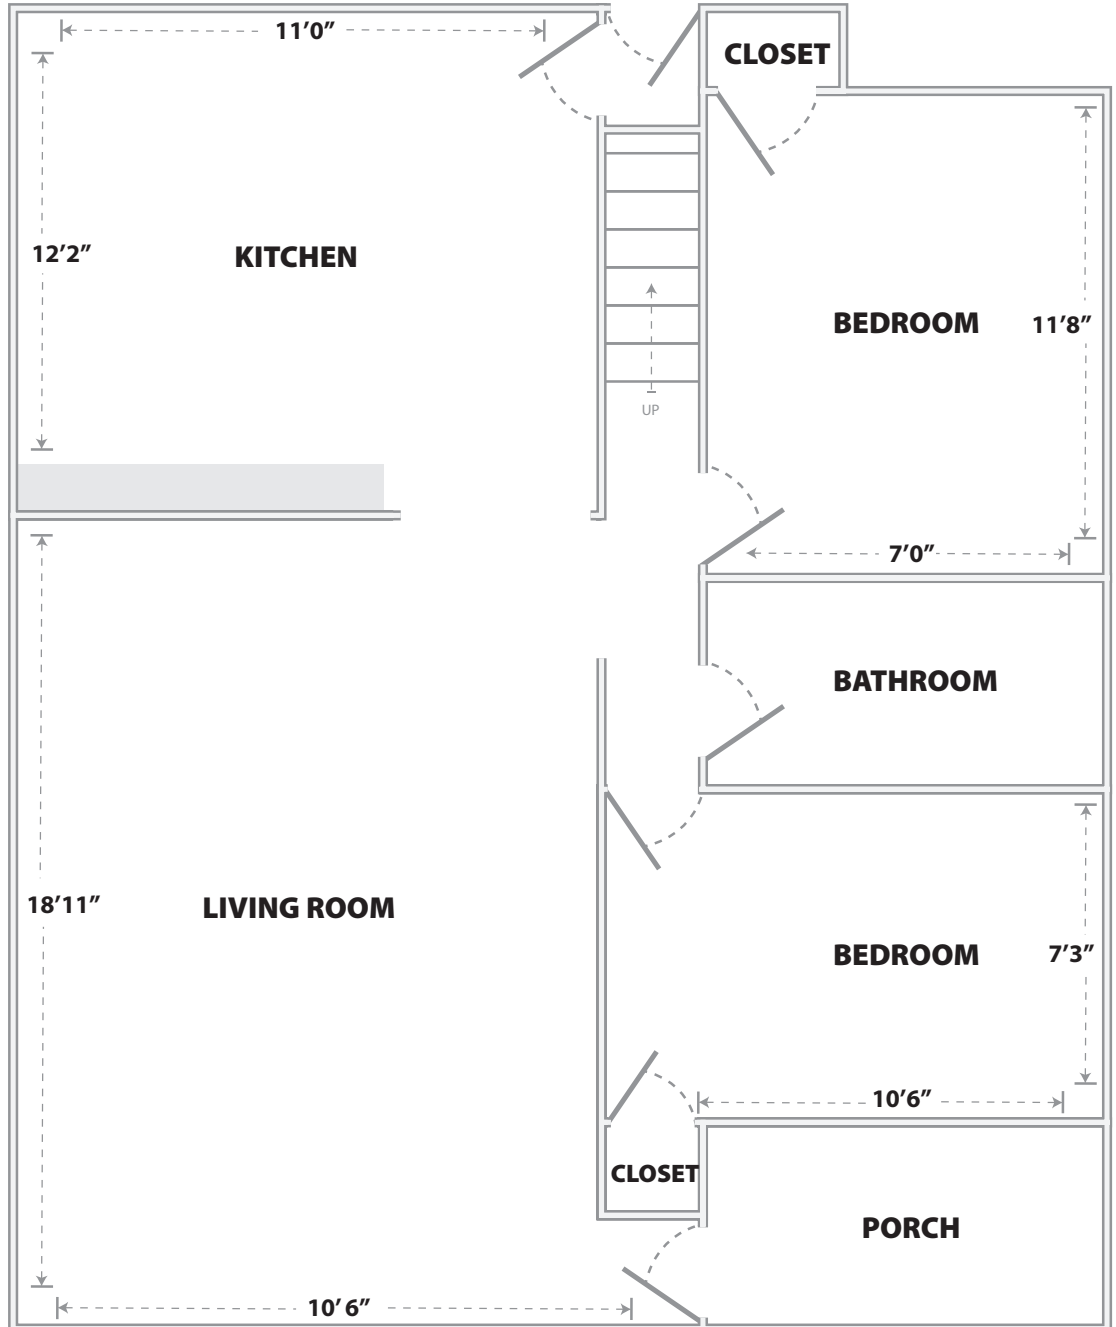 11’0”
CLOSET
12’2”
KITCHEN
BEDROOM
11’8”
UP
7’0”
BATHROOM
18’11”
LIVING ROOM
BEDROOM
7’3”
10’6”
CLOSET
PORCH
10’ 6”